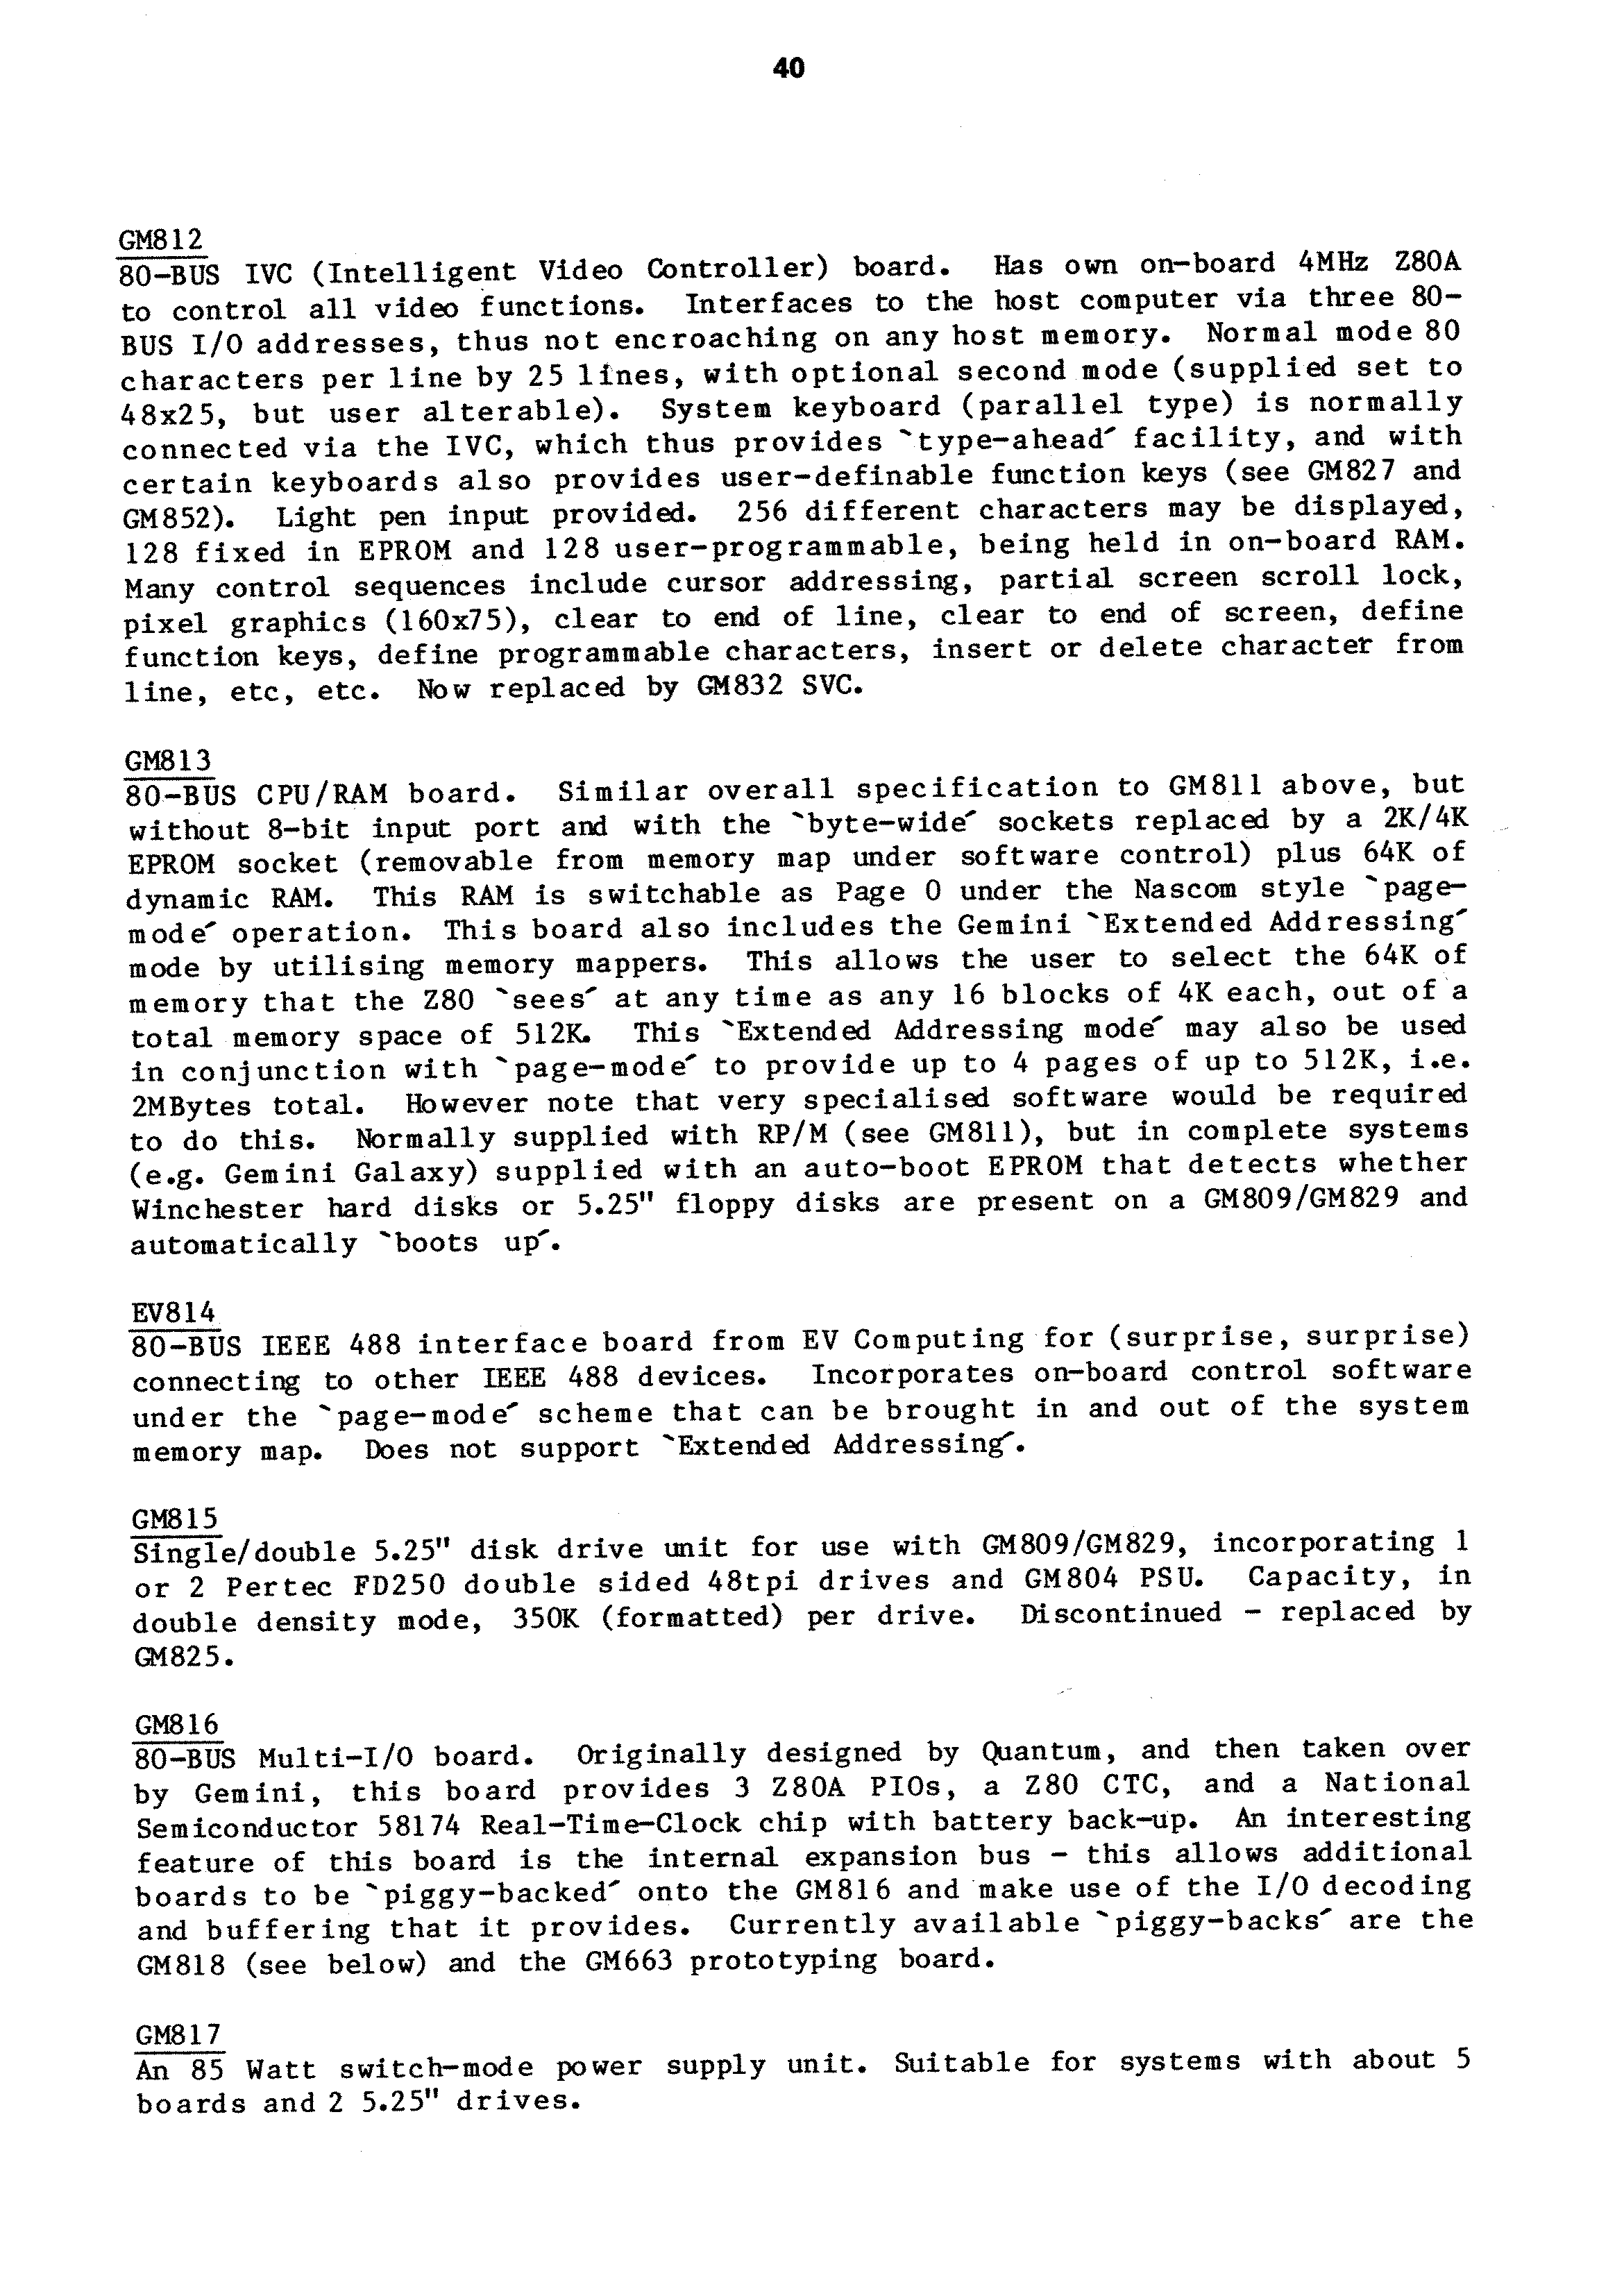 40
GM812
80-BUS IVC (Intelligent Video Controller) board. Has own on-board 4MHz Z80A
to control all video functions. Interfaces to the host computer via three 80-
BUS I/O addresses, thus not encroaching on any host memory. Normal mode 80
characters per line by 25 lines, with optional second mode (supplied set to
48x25, but user alterable). System keyboard (parallel type) is normally
connected via the IVC, which thus provides `type-ahead´ facility, and with
certain keyboards also provides user-definable function keys (see GM827 and
GM852). Light pen input provided. 256 different characters may be displayed,
128 fixed in EPROM and 128 user-programmable, being held in on-board RAM.
Many control sequences include cursor addressing, partial screen scroll lock,
pixel graphics (160x75), clear to end of line, clear to end of screen, define
function keys, define programmable characters, insert or delete character from
line, etc, etc. Now replaced by GM832 SVC.
GM813
80-BUS CPU/RAM board. Similar overall specification to GM811 above, but
without 8-bit input port and with the `byte-wide´ sockets replaced by a 2K/4K
EPROM socket (removable from memory map under software control) plus 64K of
dynamic RAM. This RAM is switchable as Page 0 under the Nascom style `page-
mode´ operation. This board also includes the Gemini `Extended Addressing´
mode by utilising memory mappers. This allows the user to select the 64K of
memory that the Z80 `sees´ at any time as any 16 blocks of 4K each, out of a
total memory space of 512K. This `Extended Addressing mode´ may also be used
in conjunction with `page-mode´ to provide up to 4 pages of up to 512K, i.e.
2MBytes total. However note that very specialised software would be required
to do this. Normally supplied with RP/M (see GM811), but in complete systems
(e.g. Gemini Galaxy) supplied with an auto-boot EPROM that detects whether
Winchester hard disks or 5.25" floppy disks are present on a GM809/GM829 and
automatically `boots up´.
EV814
80-BUS IEEE 488 interface board from EV Computing for (surprise, surprise)
connecting to other IEEE 488 devices. Incorporates on-board control software
under the `page-mode´ scheme that can be brought in and out of the system
memory map. Does not support `Extended Addressing´.
GM815
Single/double 5.25" disk drive unit for use with GM809/GM829, incorporating 1
or 2 Pertec FD250 double sided 48tpi drives and GM804 PSU. Capacity, in
double density mode, 350K (formatted) per drive. Discontinued - replaced by
GM825.
GM816
80-BUS Multi-I/O board. Originally designed by Quantum, and then taken over
by Gemini, this board provides 3 Z80A PIOs, a Z80 CTC, and a National
Semiconductor 58174 Real-Time-Clock chip with battery back-up. An interesting
feature of this board is the internal expansion bus - this allows additional
boards to be `piggy-backed´ onto the GM816 and make use of the I/O decoding
and buffering that it provides. Currently available `piggy-backs´ are the
GM818 (see below) and the GM663 prototyping board.
GM817
An 85 Watt switch-mode power supply unit. Suitable for systems with about 5
boards and 2 5.25" drives.